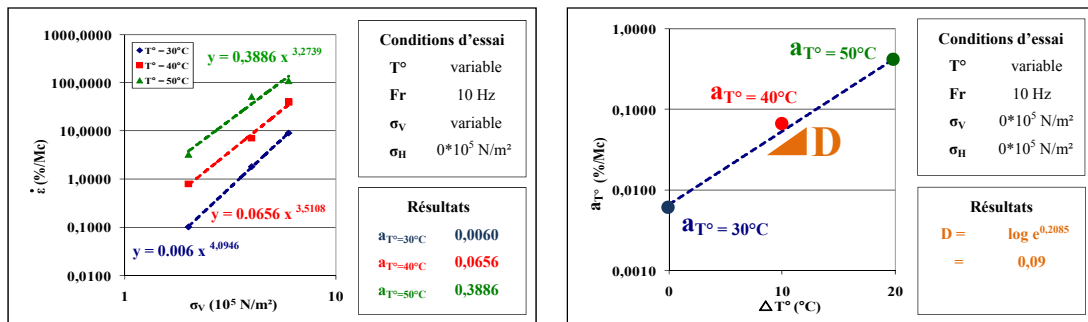 1000,0000
100,0000
10,0000
1,0000
0,1000
0,0100
ε̇ (%/Mc)
T° – 30°C
T° – 40°C
T° – 50°C
y = 0,3886 x 3,2739
y = 0.0656 x 3,5108
y = 0.006 x 4,0946
1
10
σV (10⁵ N/m²)
Conditions d’essai
T° variable
Fr 10 Hz
σV variable
σH 0*10⁵ N/m²
Résultats
aT°=30°C 0,0060
aT°=40°C 0,0656
aT°=50°C 0,3886
1,0000
0,1000
0,0100
0,0010
aT° (%/Mc)
aT° = 50°C
aT° = 40°C
D
aT° = 30°C
0
10
20
Δ T° (°C)
Conditions d’essai
T° variable
Fr 10 Hz
σV 0*10⁵ N/m²
σH 0*10⁵ N/m²
Résultats
D = log e0,2085
= 0,09